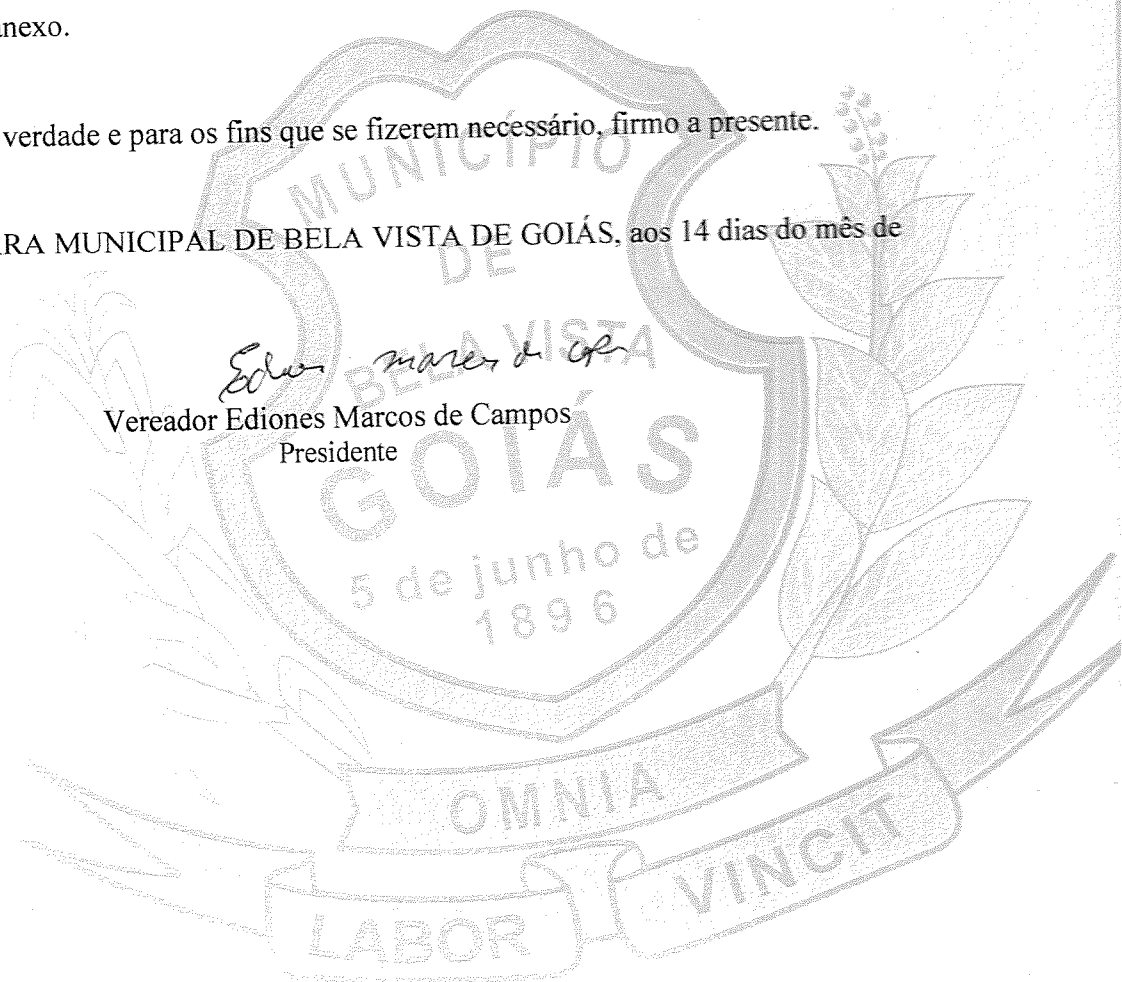 nexo.
verdade e para os fins que se fizerem necessário, firmo a presente.
RA MUNICIPAL DE BELA VISTA DE GOIÁS, aos 14 dias do mês de
Vereador Ediones Marcos de Campos
Presidente
MUNICÍPIO
DE
BELA VISTA
GOIÁS
5 de junho de
1896
OMNIA
LABOR VINCIT